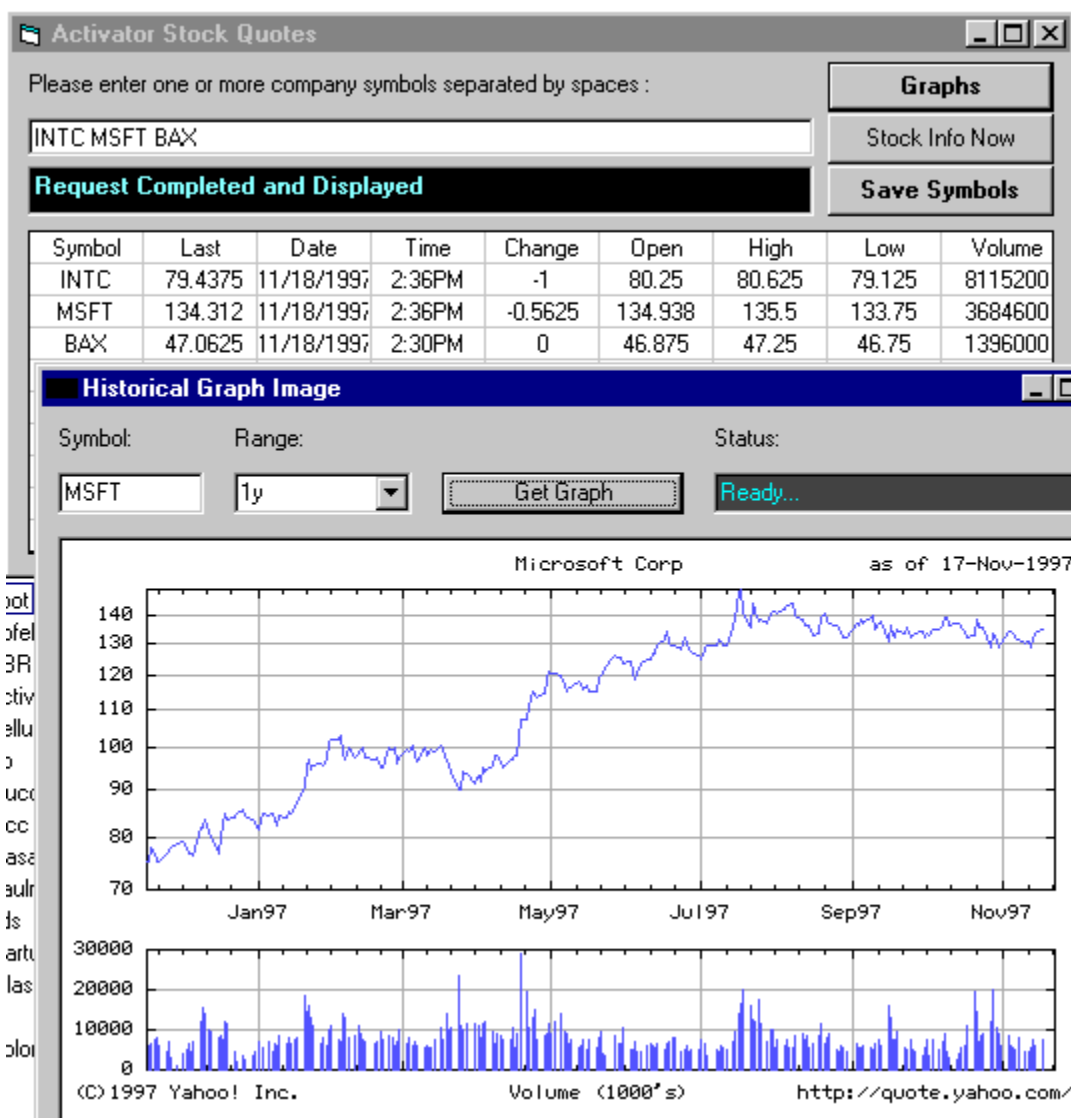 Activator Stock Quotes
Please enter one or more company symbols separated by spaces :
Graphs
INTC MSFT BAX
Stock Info Now
Request Completed and Displayed
Save Symbols
Symbol Last Date Time Change Open High Low Volume
INTC 79.4375 11/18/1997 2:36PM -1 80.25 80.625 79.125 8115200
MSFT 134.312 11/18/1997 2:36PM -0.5625 134.938 135.5 133.75 3684600
BAX 47.0625 11/18/1997 2:30PM 0 46.875 47.25 46.75 1396000
Historical Graph Image
Symbol: Range: Status:
MSFT 1y Get Graph Ready...
Microsoft Corp as of 17-Nov-1997
140
130
120
110
100
90
80
70
Jan97 Mar97 May97 Jul97 Sep97 Nov97
30000
20000
10000
0
(C)1997 Yahoo! Inc. Volume (1000's) http://quote.yahoo.com/